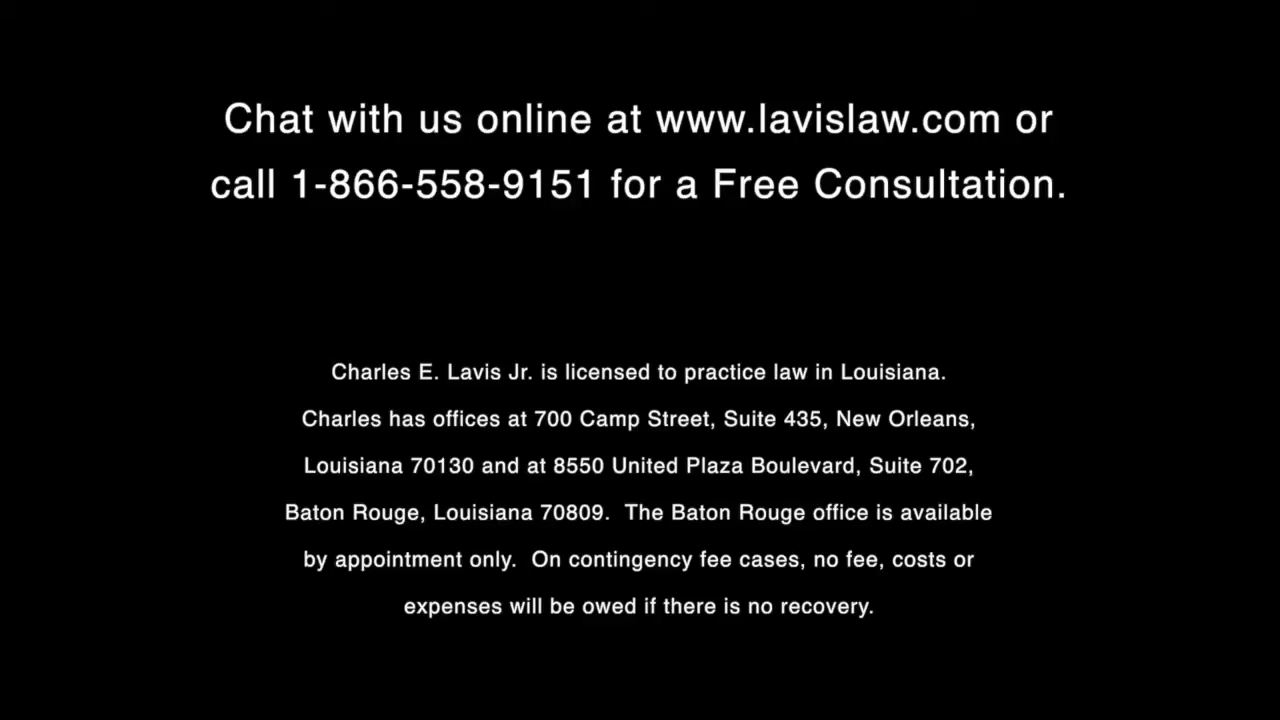 Chat with us online at www.lavislaw.com or
call 1-866-558-9151 for a Free Consultation.
Charles E. Lavis Jr. is licensed to practice law in Louisiana.
Charles has offices at 700 Camp Street, Suite 435, New Orleans,
Louisiana 70130 and at 8550 United Plaza Boulevard, Suite 702,
Baton Rouge, Louisiana 70809.  The Baton Rouge office is available
by appointment only.  On contingency fee cases, no fee, costs or
expenses will be owed if there is no recovery.